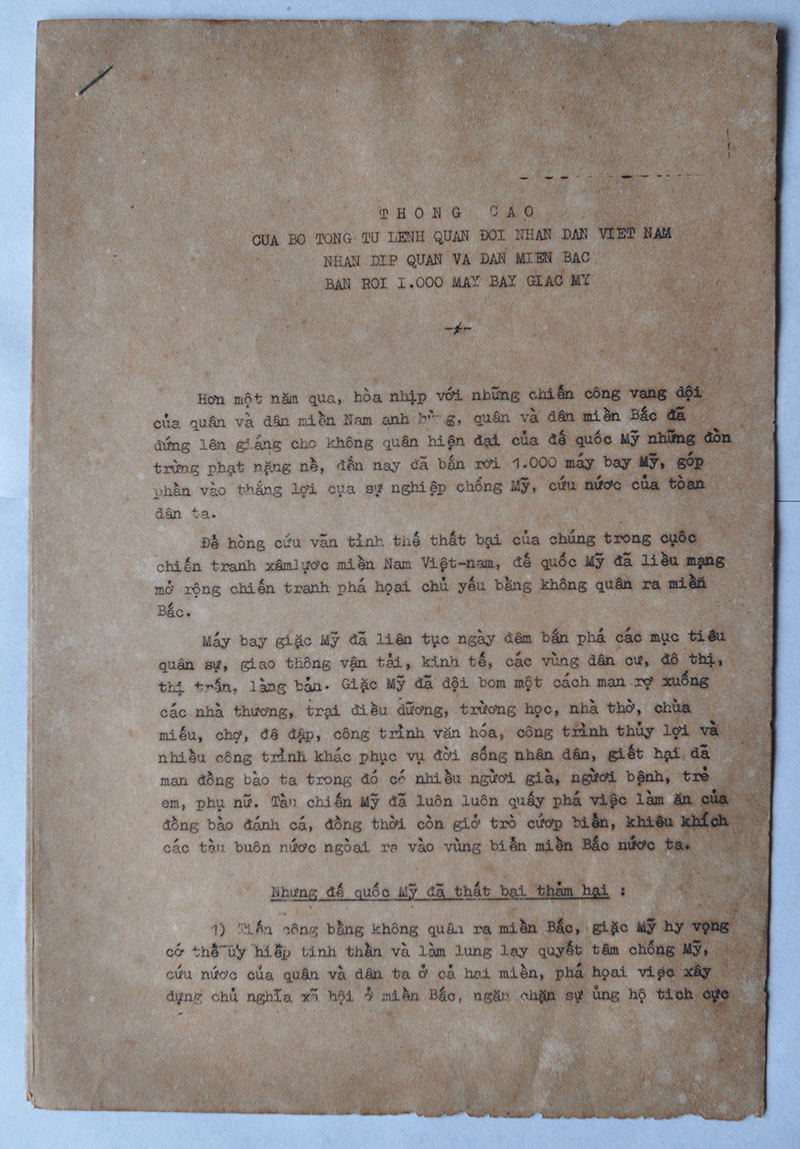 THONG CAO
CUA BO TONG TU LENH QUAN ĐOI NHAN DAN VIET NAM
NHAN DIP QUAN VA DAN MIEN BAC
BAN ROI 1.000 MAY BAY GIAC MY
Hơn một năm qua, hòa nhịp với những chiến công vang dội
của quân và dân miền Nam anh hùng, quân và dân miền Bắc đã
đứng lên giáng cho không quân hiện đại của đế quốc Mỹ những đòn
trừng phạt nặng nề, đến nay đã bắn rơi 1.000 máy bay Mỹ, góp
phần vào thắng lợi của sự nghiệp chống Mỹ, cứu nước của tòan
dân ta.
Để hòng cứu vãn tình thế thất bại của chúng trong cuộc
chiến tranh xâmlược miền Nam Việt-nam, đế quốc Mỹ đã liều mạng
mở rộng chiến tranh phá họai chủ yếu bằng không quân ra miền
Bắc.
Máy bay giặc Mỹ đã liên tục ngày đêm bắn phá các mục tiêu
quân sự, giao thông vận tải, kinh tế, các vùng dân cư, đô thị,
thị trấn, làng bản. Giặc Mỹ đã dội bom một cách man rợ xuống
các nhà thương, trại điều dưỡng, trường học, nhà thờ, chùa
miếu, chợ, đê đập, công trình văn hóa, công trình thủy lợi và
nhiều công trình khác phục vụ đời sống nhân dân, giết hại dã
man đồng bào ta trong đó có nhiều người già, người bệnh, trẻ
em, phụ nữ. Tàu chiến Mỹ đã luôn luôn quấy phá việc làm ăn của
đồng bào đánh cá, đồng thời còn giở trò cướp biển, khiêu khích
các tàu buôn nước ngòai ra vào vùng biển miền Bắc nước ta.
Nhưng đế quốc Mỹ đã thất bại thảm hại :
1) Tiến công bằng không quân ra miền Bắc, giặc Mỹ hy vọng
có thể uy hiếp tinh thần và làm lung lay quyết tâm chống Mỹ,
cứu nước của quân và dân ta ở cả hai miền, phá họai việc xây
dựng chủ nghĩa xã hội ở miền Bắc, ngăn chặn sự ủng hộ tích cực